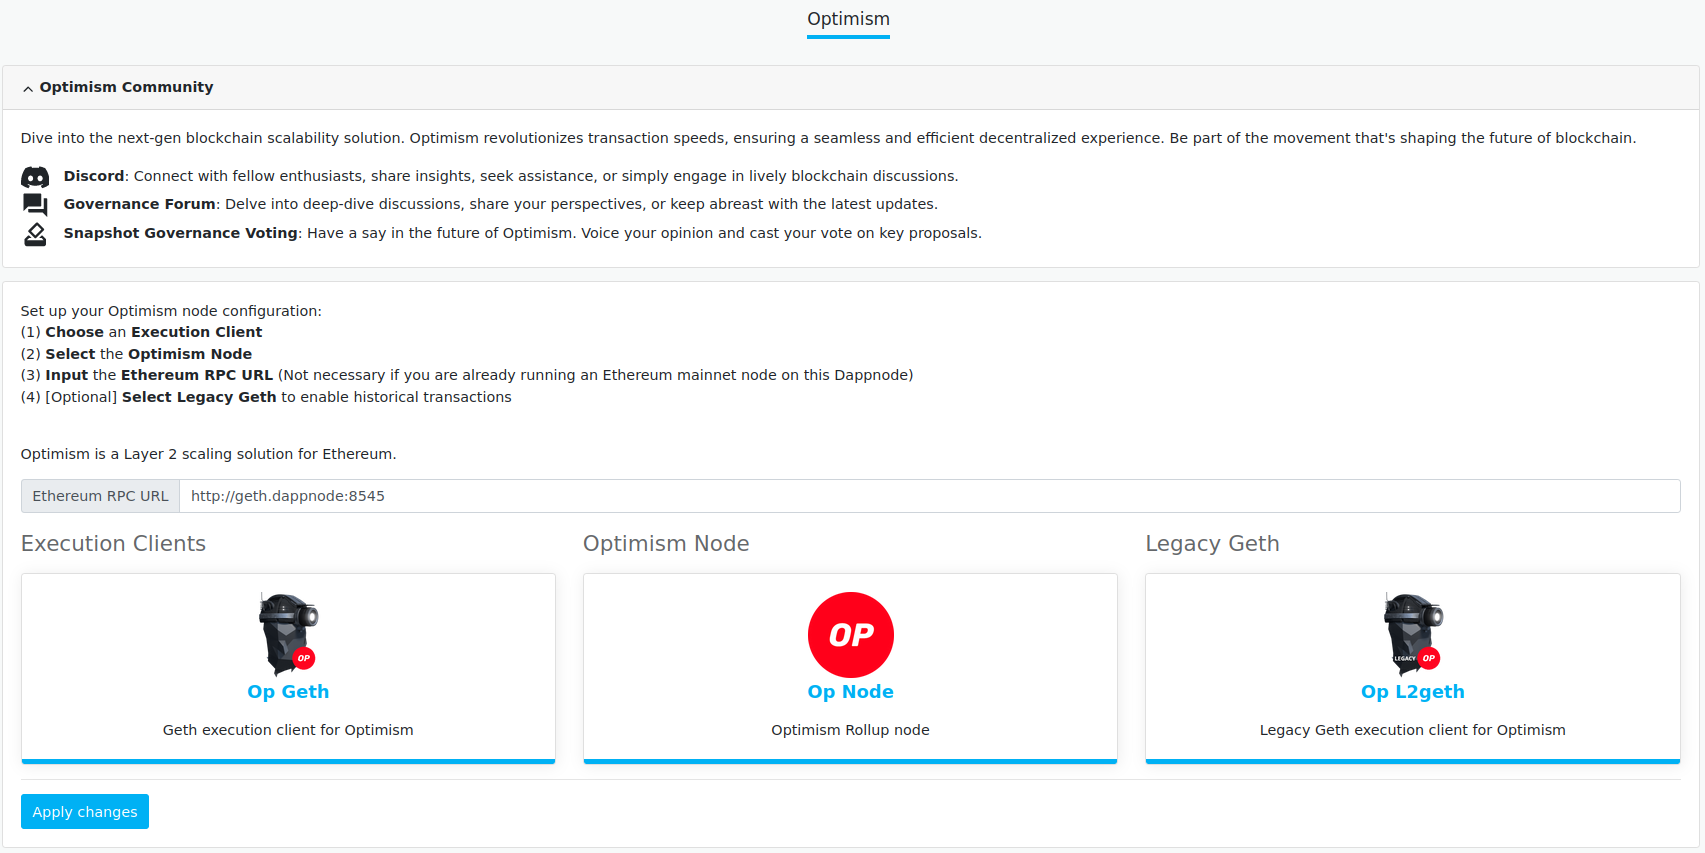 Optimism
Optimism Community
Dive into the next-gen blockchain scalability solution. Optimism revolutionizes transaction speeds, ensuring a seamless and efficient decentralized experience. Be part of the movement that's shaping the future of blockchain.
Discord: Connect with fellow enthusiasts, share insights, seek assistance, or simply engage in lively blockchain discussions.
Governance Forum: Delve into deep-dive discussions, share your perspectives, or keep abreast with the latest updates.
Snapshot Governance Voting: Have a say in the future of Optimism. Voice your opinion and cast your vote on key proposals.
Set up your Optimism node configuration:
(1) Choose an Execution Client
(2) Select the Optimism Node
(3) Input the Ethereum RPC URL (Not necessary if you are already running an Ethereum mainnet node on this Dappnode)
(4) [Optional] Select Legacy Geth to enable historical transactions
Optimism is a Layer 2 scaling solution for Ethereum.
Ethereum RPC URL http://geth.dappnode:8545
Execution Clients
OP
Op Geth
Geth execution client for Optimism
Optimism Node
OP
Op Node
Optimism Rollup node
Legacy Geth
LEGACY OP
Op L2geth
Legacy Geth execution client for Optimism
Apply changes